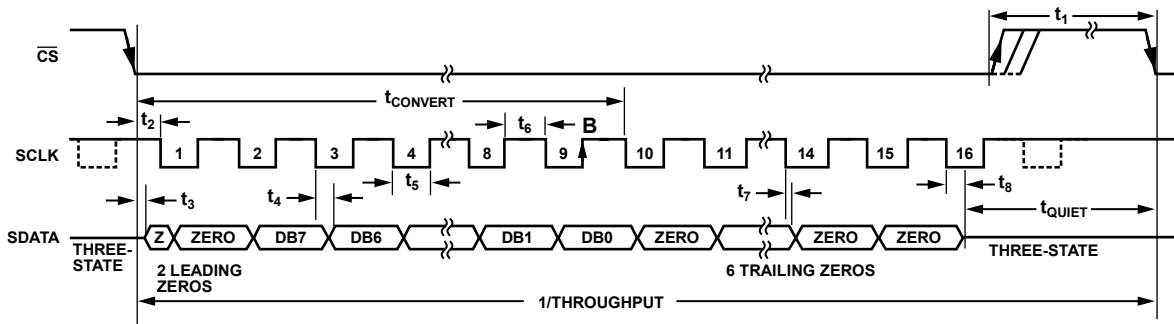 t1
CS
tCONVERT
t2
t6
B
SCLK
1 2 3 4 8 9 10 11 14 15 16
t3
t4
t5
t7
t8
tQUIET
SDATA
Z ZERO DB7 DB6 DB1 DB0 ZERO ZERO ZERO
THREE-STATE
THREE-
STATE
2 LEADING
ZEROS
6 TRAILING ZEROS
1/THROUGHPUT